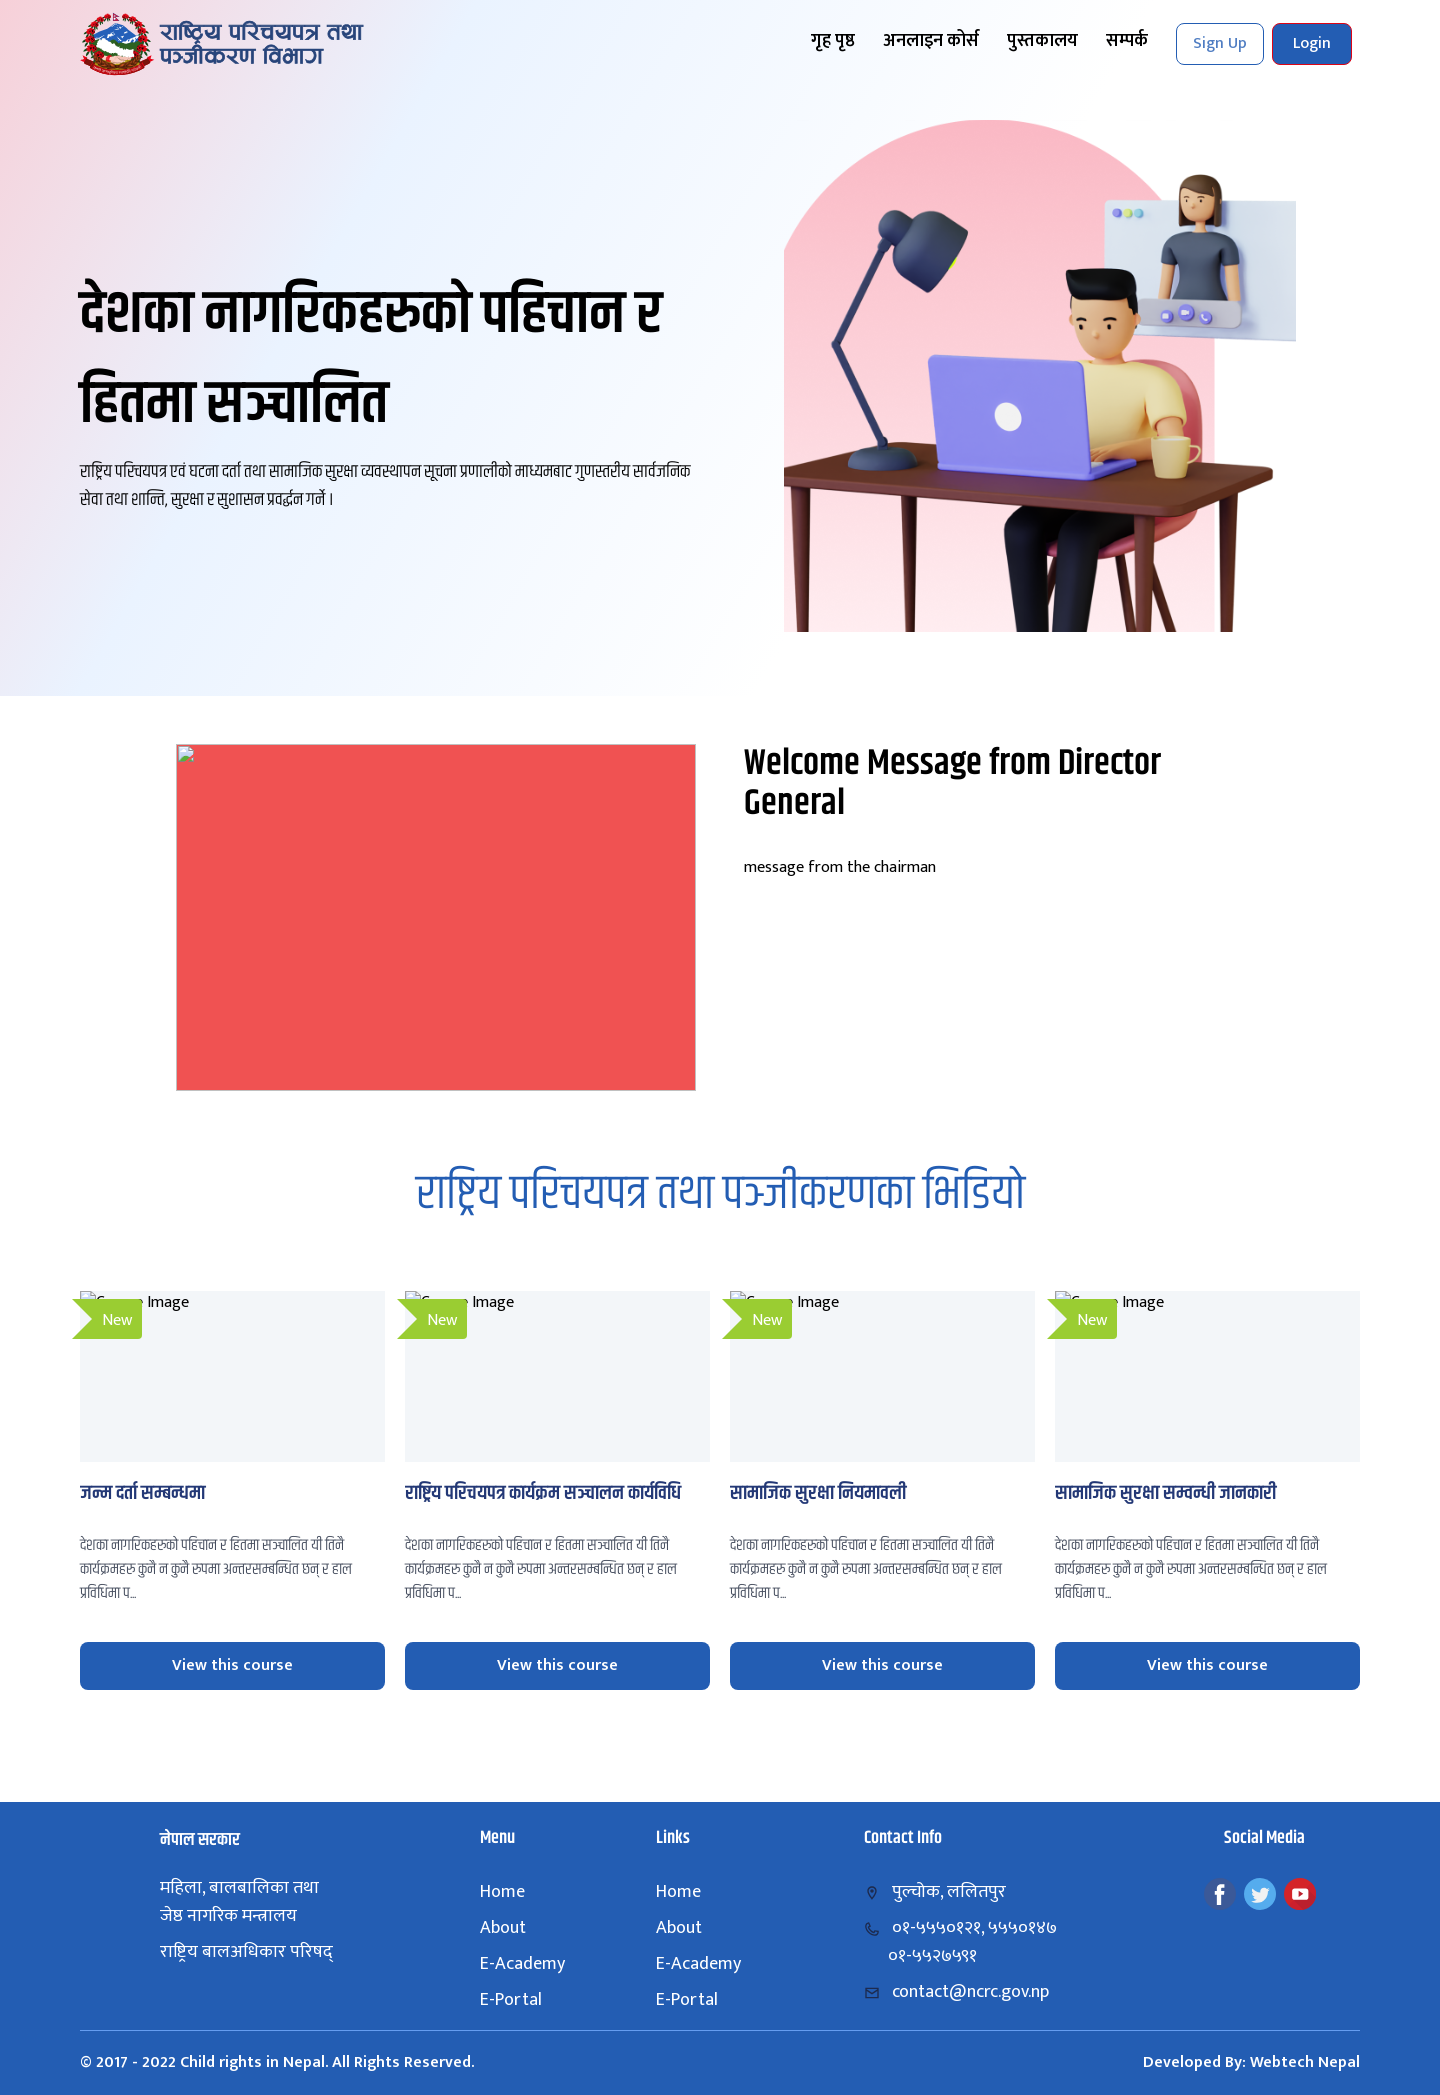 राष्ट्रिय परिचयपत्र तथा
पञ्जीकरण विभाग
गृह पृष्ठ अनलाइन कोर्स पुस्तकालय सम्पर्क Sign Up Login
देशका नागरिकहरुको पहिचान र
हितमा सञ्चालित
राष्ट्रिय परिचयपत्र एवं घटना दर्ता तथा सामाजिक सुरक्षा व्यवस्थापन सूचना प्रणालीको माध्यमबाट गुणस्तरीय सार्वजनिक
सेवा तथा शान्ति, सुरक्षा र सुशासन प्रवर्द्धन गर्ने ।
Welcome Message from Director
General
message from the chairman
राष्ट्रिय परिचयपत्र तथा पञ्जीकरणका भिडियो
Image
New
Image
New
Image
New
Image
New
जन्म दर्ता सम्बन्धमा
देशका नागरिकहरुको पहिचान र हितमा सञ्चालित यी तिनै
कार्यक्रमहरु कुनै न कुनै रुपमा अन्तरसम्बन्धित छन् र हाल
प्रविधिमा प...
View this course
राष्ट्रिय परिचयपत्र कार्यक्रम सञ्चालन कार्यविधि
देशका नागरिकहरुको पहिचान र हितमा सञ्चालित यी तिनै
कार्यक्रमहरु कुनै न कुनै रुपमा अन्तरसम्बन्धित छन् र हाल
प्रविधिमा प...
View this course
सामाजिक सुरक्षा नियमावली
देशका नागरिकहरुको पहिचान र हितमा सञ्चालित यी तिनै
कार्यक्रमहरु कुनै न कुनै रुपमा अन्तरसम्बन्धित छन् र हाल
प्रविधिमा प...
View this course
सामाजिक सुरक्षा सम्वन्धी जानकारी
देशका नागरिकहरुको पहिचान र हितमा सञ्चालित यी तिनै
कार्यक्रमहरु कुनै न कुनै रुपमा अन्तरसम्बन्धित छन् र हाल
प्रविधिमा प...
View this course
नेपाल सरकार
महिला, बालबालिका तथा
जेष्ठ नागरिक मन्त्रालय
राष्ट्रिय बालअधिकार परिषद्
Menu
Home
About
E-Academy
E-Portal
Links
Home
About
E-Academy
E-Portal
Contact Info
पुल्चोक, ललितपुर
०१-५५५०१२१, ५५५०१४७
०१-५५२७५९१
contact@ncrc.gov.np
Social Media
© 2017 - 2022 Child rights in Nepal. All Rights Reserved.
Developed By: Webtech Nepal